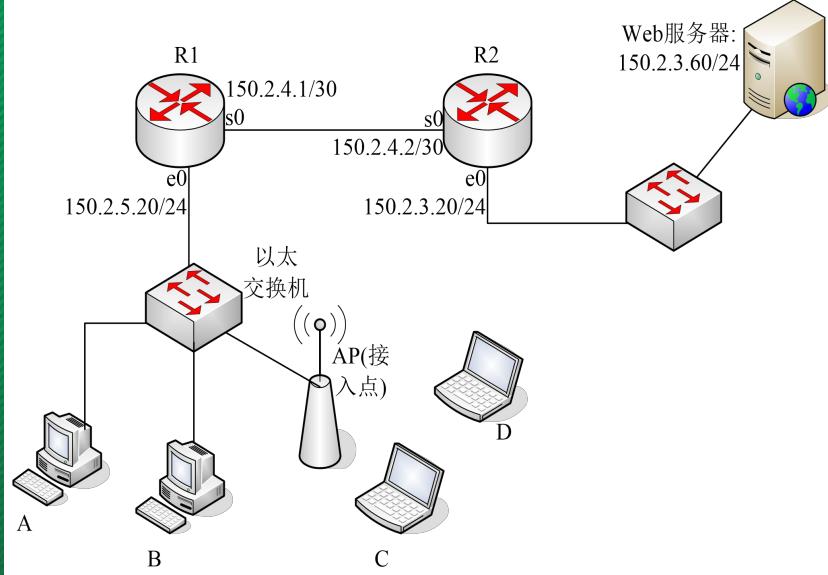 Web服务器:
150.2.3.60/24
R1
R2
150.2.4.1/30
s0
s0
150.2.4.2/30
e0
e0
150.2.5.20/24
150.2.3.20/24
以太
交换机
AP(接
入点)
D
A
B
C